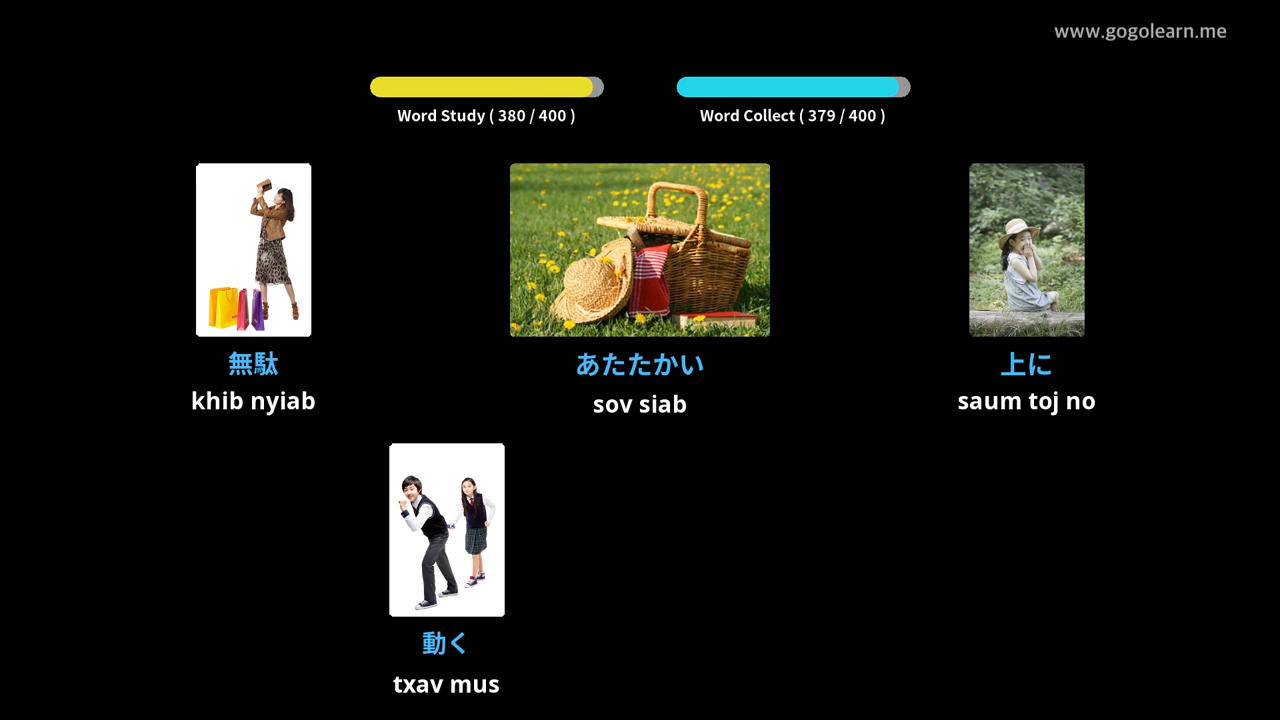 www.gogolearn.me
Word Study ( 380 / 400 )
Word Collect ( 379 / 400 )
無駄
khib nyiab
あたたかい
sov siab
上に
saum toj no
動く
txav mus